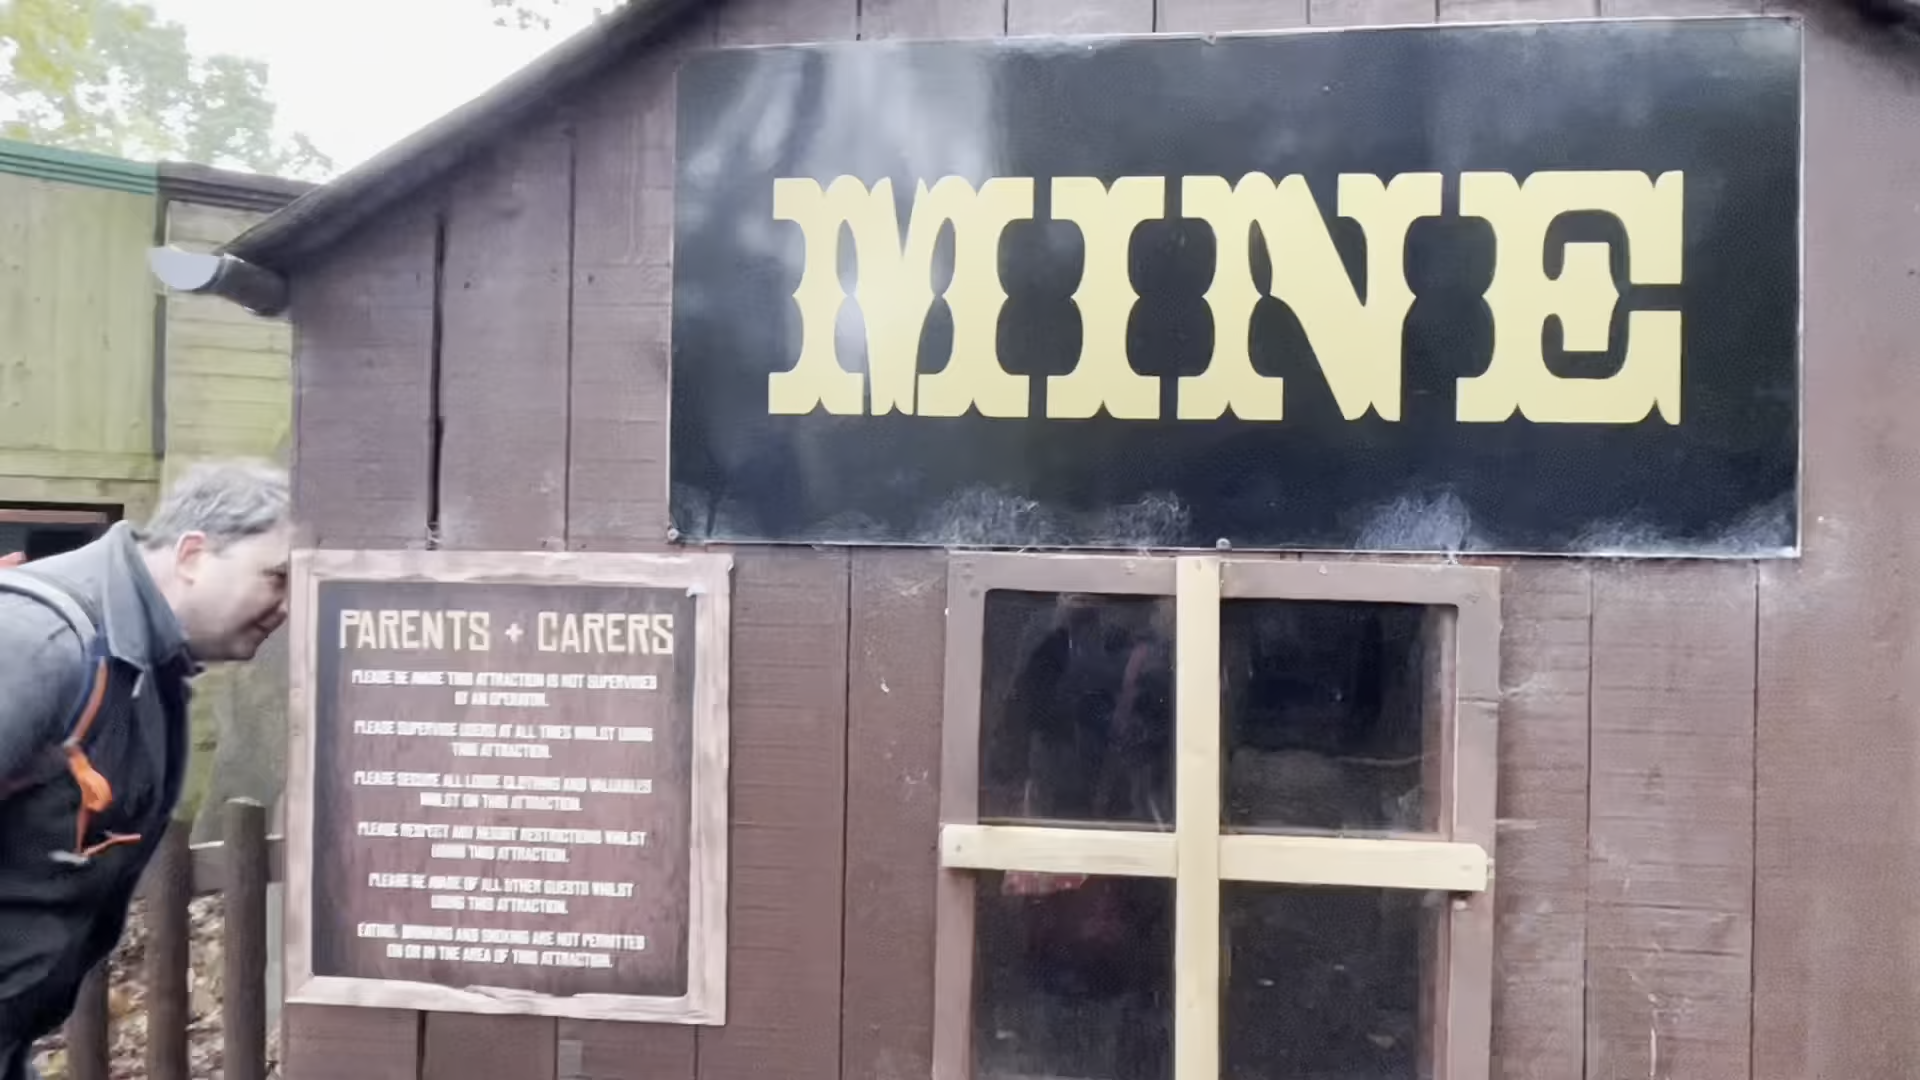 MINE
PARENTS + CARERS
PLEASE BE AWARE THIS ATTRACTION IS NOT SUPERVISED
BY AN OPERATOR.
PLEASE SUPERVISE USERS AT ALL TIMES WHILST USING
THIS ATTRACTION.
PLEASE SECURE ALL LOOSE CLOTHING AND VALUABLES
WHILST ON THIS ATTRACTION.
PLEASE RESPECT ANY HEIGHT RESTRICTIONS WHILST
USING THIS ATTRACTION.
PLEASE BE AWARE OF ALL OTHER GUESTS WHILST
USING THIS ATTRACTION.
EATING, DRINKING AND SMOKING ARE NOT PERMITTED
ON OR IN THE AREA OF THIS ATTRACTION.